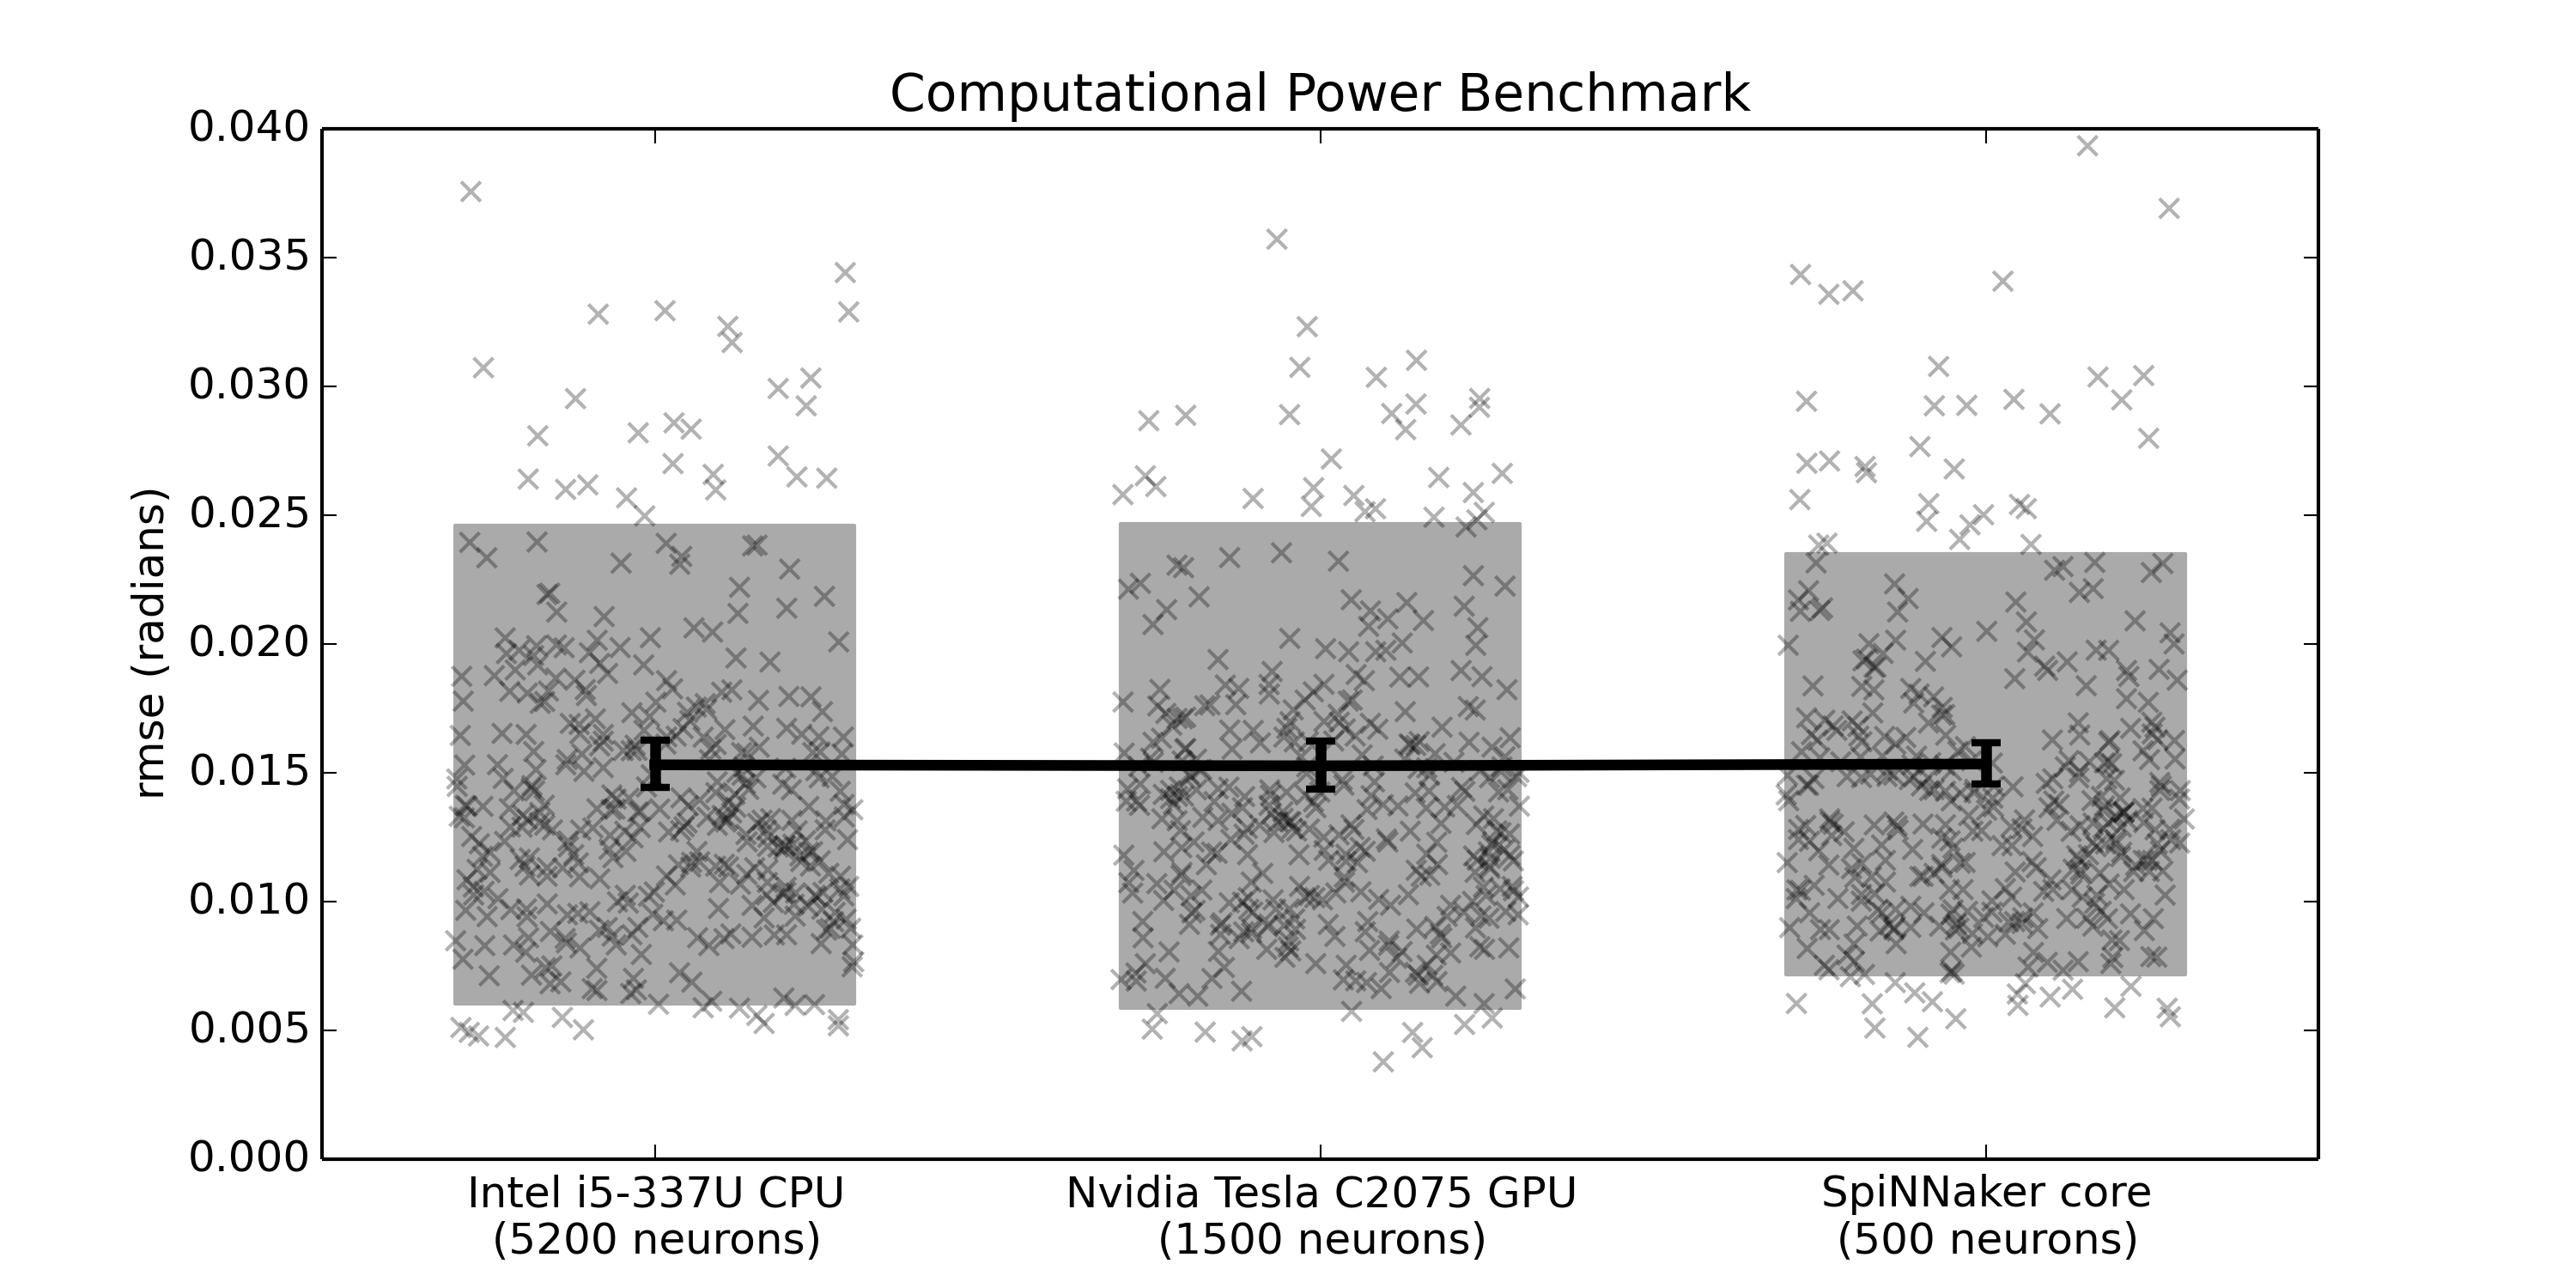 Computational Power Benchmark
0.040
0.035
0.030
0.025
0.020
0.015
0.010
0.005
0.000
rmse (radians)
Intel i5-337U CPU
(5200 neurons)
Nvidia Tesla C2075 GPU
(1500 neurons)
SpiNNaker core
(500 neurons)